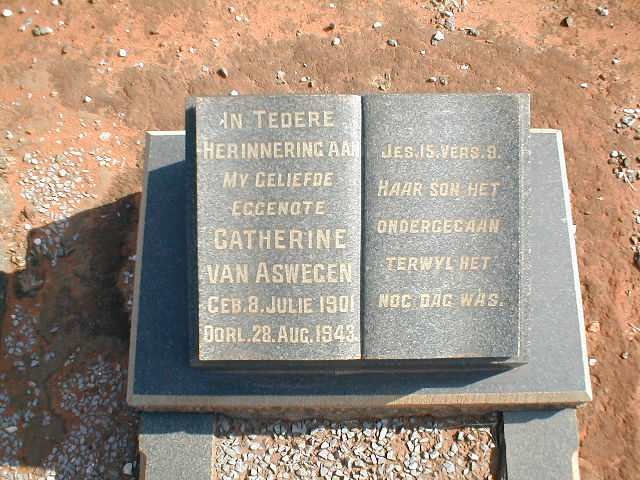 IN TEDERE
HERINNERING AAN
MY GELIEFDE
EGGENOTE
CATHERINE
VAN ASWEGEN
GEB. 8. JULIE 1901
OORL. 28. AUG. 1943.
JES. 15. VERS. 9.
HAAR SON HET
ONDERGEGAAN
TERWYL HET
NOG DAG WAS.